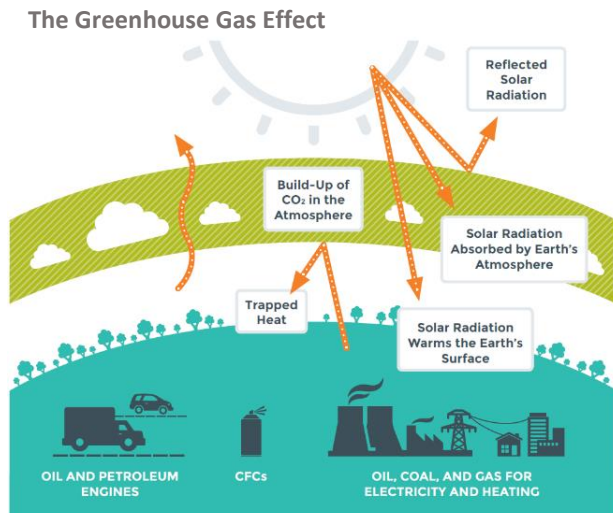 The Greenhouse Gas Effect
Reflected
Solar
Radiation
Build-Up of
CO₂ in the
Atmosphere
Solar Radiation
Absorbed by Earth's
Atmosphere
Trapped
Heat
Solar Radiation
Warms the Earth's
Surface
OIL AND PETROLEUM
ENGINES
CFCs
OIL, COAL, AND GAS FOR
ELECTRICITY AND HEATING